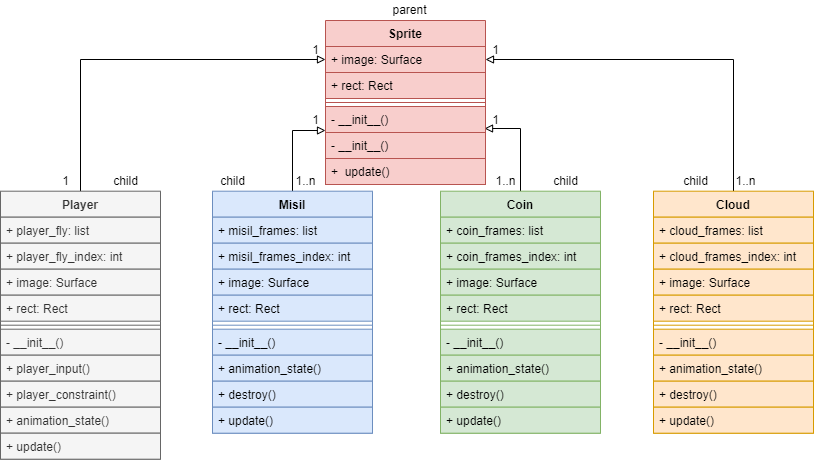 parent
Sprite
+ image: Surface
+ rect: Rect
- __init__()
- __init__()
+ update()
1
1
1
1
1
child
child
1..n
1..n
child
child
1..n
Player
+ player_fly: list
+ player_fly_index: int
+ image: Surface
+ rect: Rect
- __init__()
+ player_input()
+ player_constraint()
+ animation_state()
+ update()
Misil
+ misil_frames: list
+ misil_frames_index: int
+ image: Surface
+ rect: Rect
- __init__()
+ animation_state()
+ destroy()
+ update()
Coin
+ coin_frames: list
+ coin_frames_index: int
+ image: Surface
+ rect: Rect
- __init__()
+ animation_state()
+ destroy()
+ update()
Cloud
+ cloud_frames: list
+ cloud_frames_index: int
+ image: Surface
+ rect: Rect
- __init__()
+ animation_state()
+ destroy()
+ update()